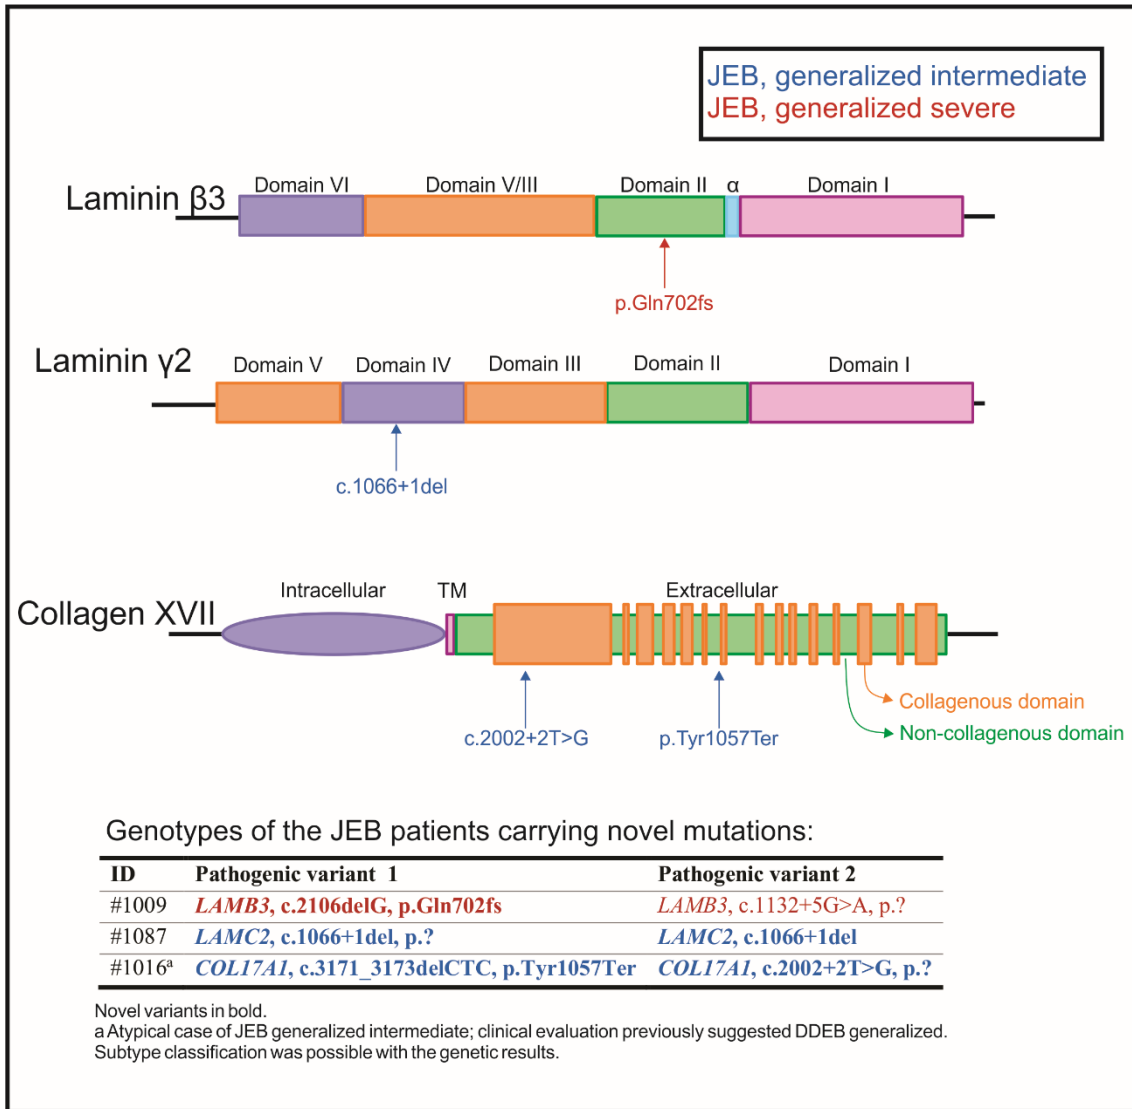 JEB, generalized intermediate
JEB, generalized severe
Laminin β3
Domain VI
Domain V/III
Domain II
α
Domain I
p.Gln702fs
Laminin γ2
Domain V
Domain IV
Domain III
Domain II
Domain I
c.1066+1del
Collagen XVII
Intracellular
TM
Extracellular
c.2002+2T>G
p.Tyr1057Ter
Collagenous domain
Non-collagenous domain
Genotypes of the JEB patients carrying novel mutations:
ID Pathogenic variant 1 Pathogenic variant 2
#1009 LAMB3, c.2106delG, p.Gln702fs LAMB3, c.1132+5G>A, p.?
#1087 LAMC2, c.1066+1del, p.? LAMC2, c.1066+1del
#1016a COL17A1, c.3171_3173delCTC, p.Tyr1057Ter COL17A1, c.2002+2T>G, p.?
Novel variants in bold.
a Atypical case of JEB generalized intermediate; clinical evaluation previously suggested DDEB generalized.
Subtype classification was possible with the genetic results.